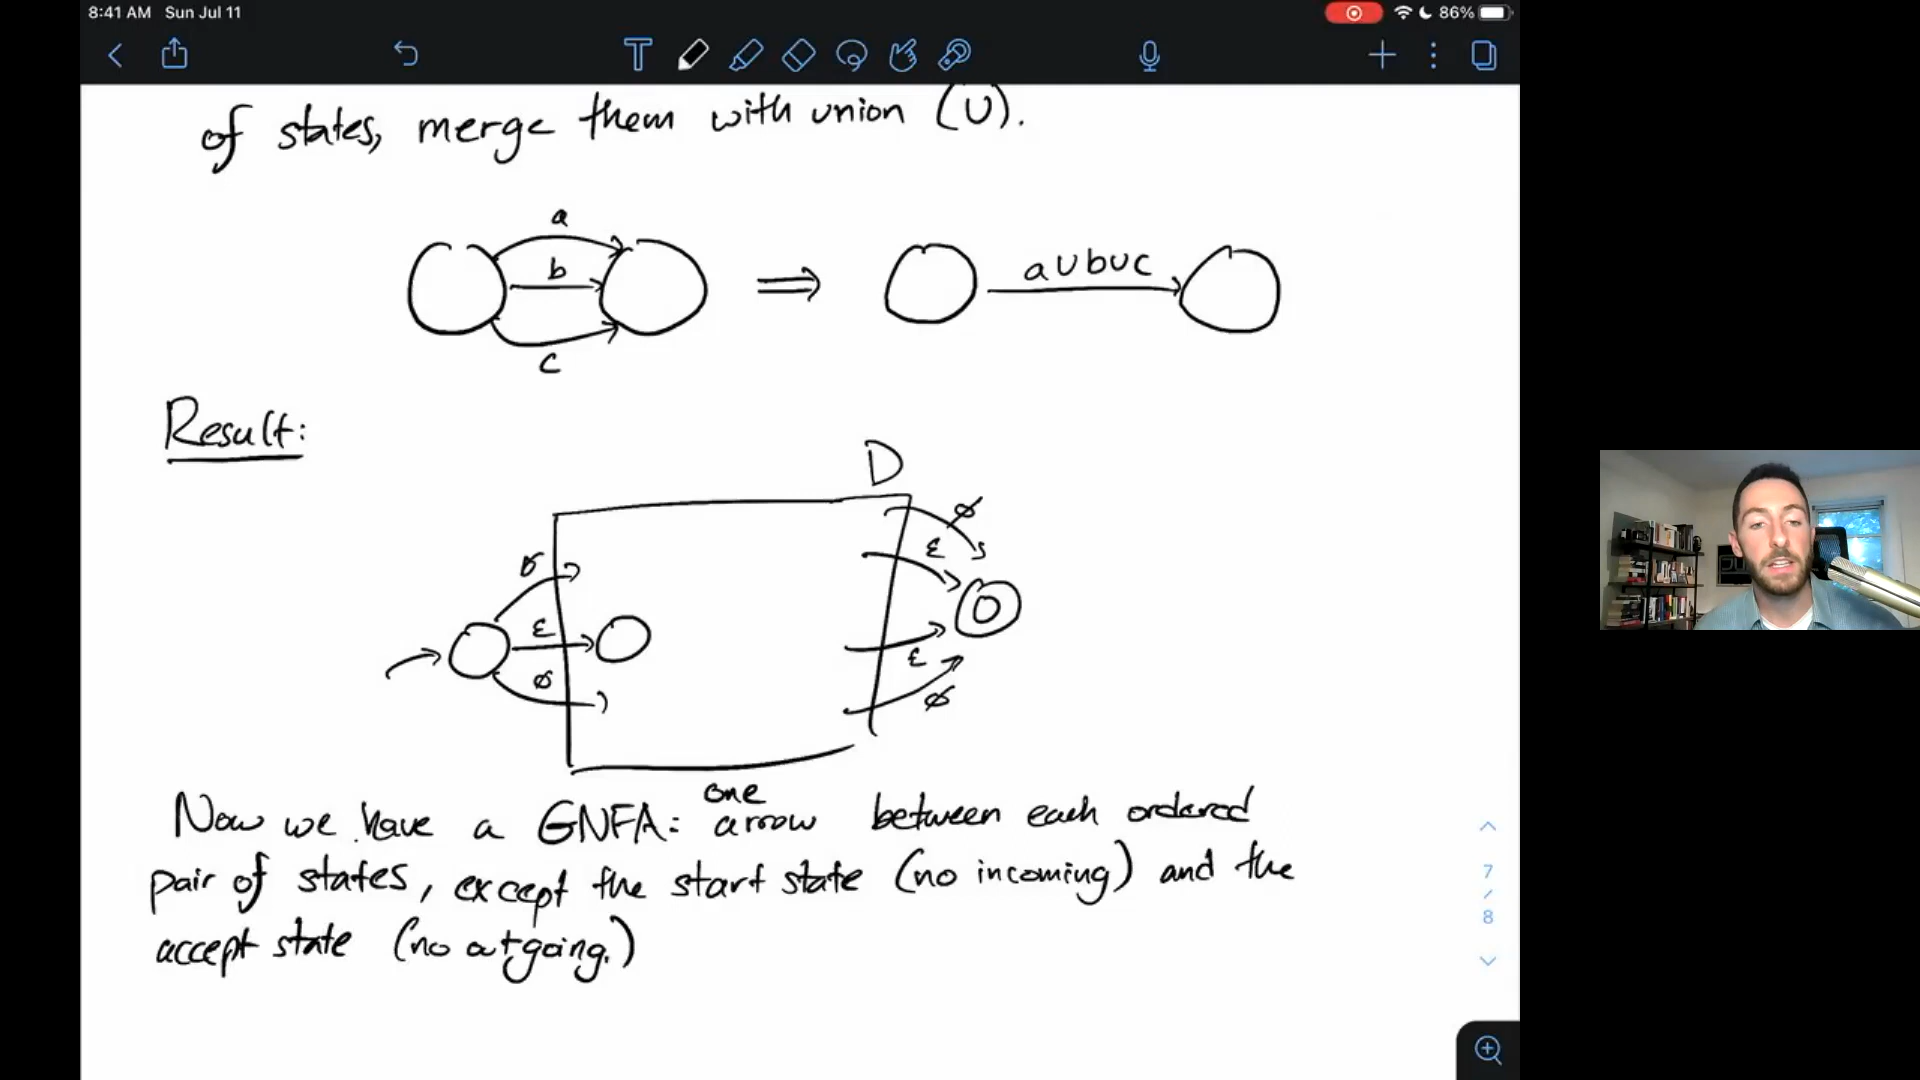 8:41 AM Sun Jul 11
86%
T
of states, merge them with union (∪).
a
b
c
⇒
a∪b∪c
Result:
D
∅
ε
∅
ε
ε
∅
∅
Now we have a GNFA: one arrow between each ordered
pair of states, except the start state (no incoming) and the
accept state (no outgoing.)
7
/
8